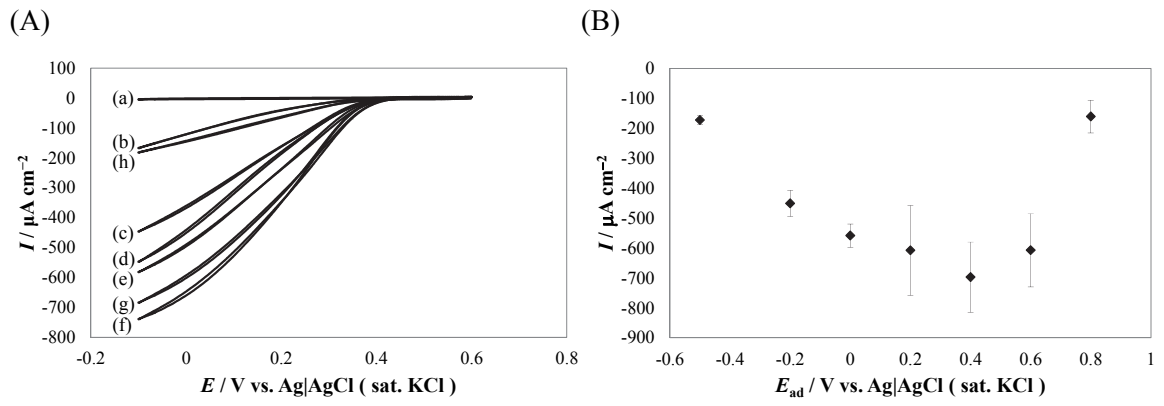 (A)
100
0
-100
-200
-300
-400
-500
-600
-700
-800
I / μA cm⁻²
(a)
(b)
(h)
(c)
(d)
(e)
(g)
(f)
-0.2 0 0.2 0.4 0.6 0.8
E / V vs. Ag|AgCl ( sat. KCl )
(B)
0
-100
-200
-300
-400
-500
-600
-700
-800
-900
I / μA cm⁻²
-0.6 -0.4 -0.2 0 0.2 0.4 0.6 0.8 1
E_ad / V vs. Ag|AgCl ( sat. KCl )